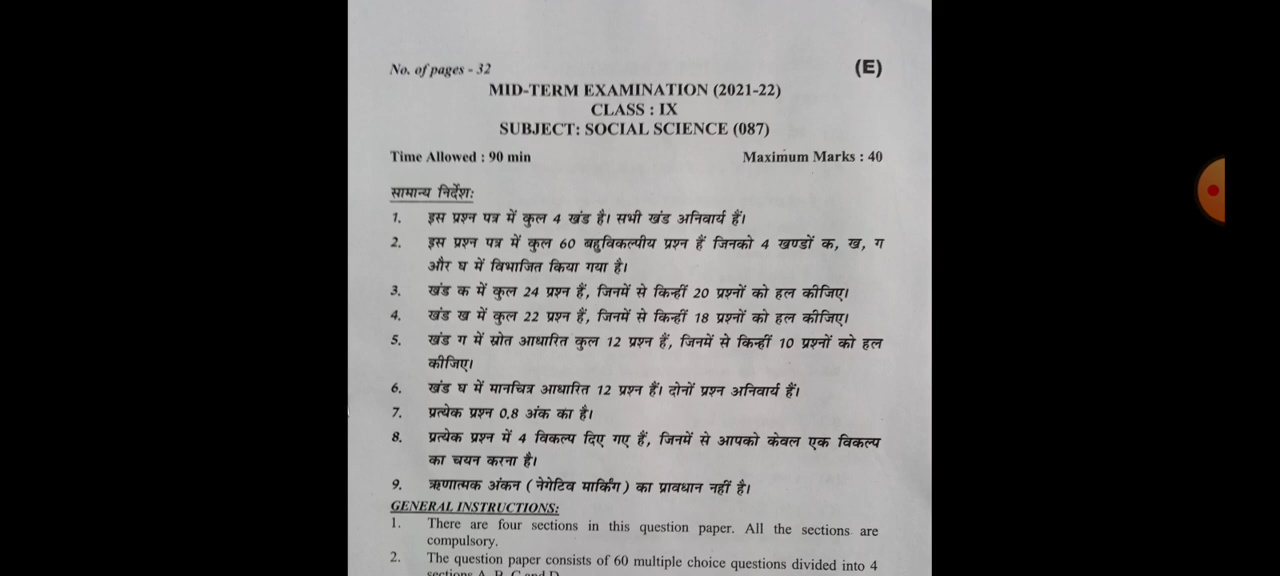 No. of pages - 32
(E)
MID-TERM EXAMINATION (2021-22)
CLASS : IX
SUBJECT: SOCIAL SCIENCE (087)
Time Allowed : 90 min
Maximum Marks : 40
सामान्य निर्देशः
1. इस प्रश्न पत्र में कुल 4 खंड है। सभी खंड अनिवार्य हैं।
2. इस प्रश्न पत्र में कुल 60 बहुविकल्पीय प्रश्न हैं जिनको 4 खण्डों क, ख, ग
और घ में विभाजित किया गया है।
3. खंड क में कुल 24 प्रश्न हैं, जिनमें से किन्हीं 20 प्रश्नों को हल कीजिए।
4. खंड ख में कुल 22 प्रश्न हैं, जिनमें से किन्हीं 18 प्रश्नों को हल कीजिए।
5. खंड ग में स्रोत आधारित कुल 12 प्रश्न हैं, जिनमें से किन्हीं 10 प्रश्नों को हल
कीजिए।
6. खंड घ में मानचित्र आधारित 12 प्रश्न हैं। दोनों प्रश्न अनिवार्य हैं।
7. प्रत्येक प्रश्न 0.8 अंक का है।
8. प्रत्येक प्रश्न में 4 विकल्प दिए गए हैं, जिनमें से आपको केवल एक विकल्प
का चयन करना है।
9. ऋणात्मक अंकन (नेगेटिव मार्किंग) का प्रावधान नहीं है।
GENERAL INSTRUCTIONS:
1. There are four sections in this question paper. All the sections are
compulsory.
2. The question paper consists of 60 multiple choice questions divided into 4
sections A, B, C and D.